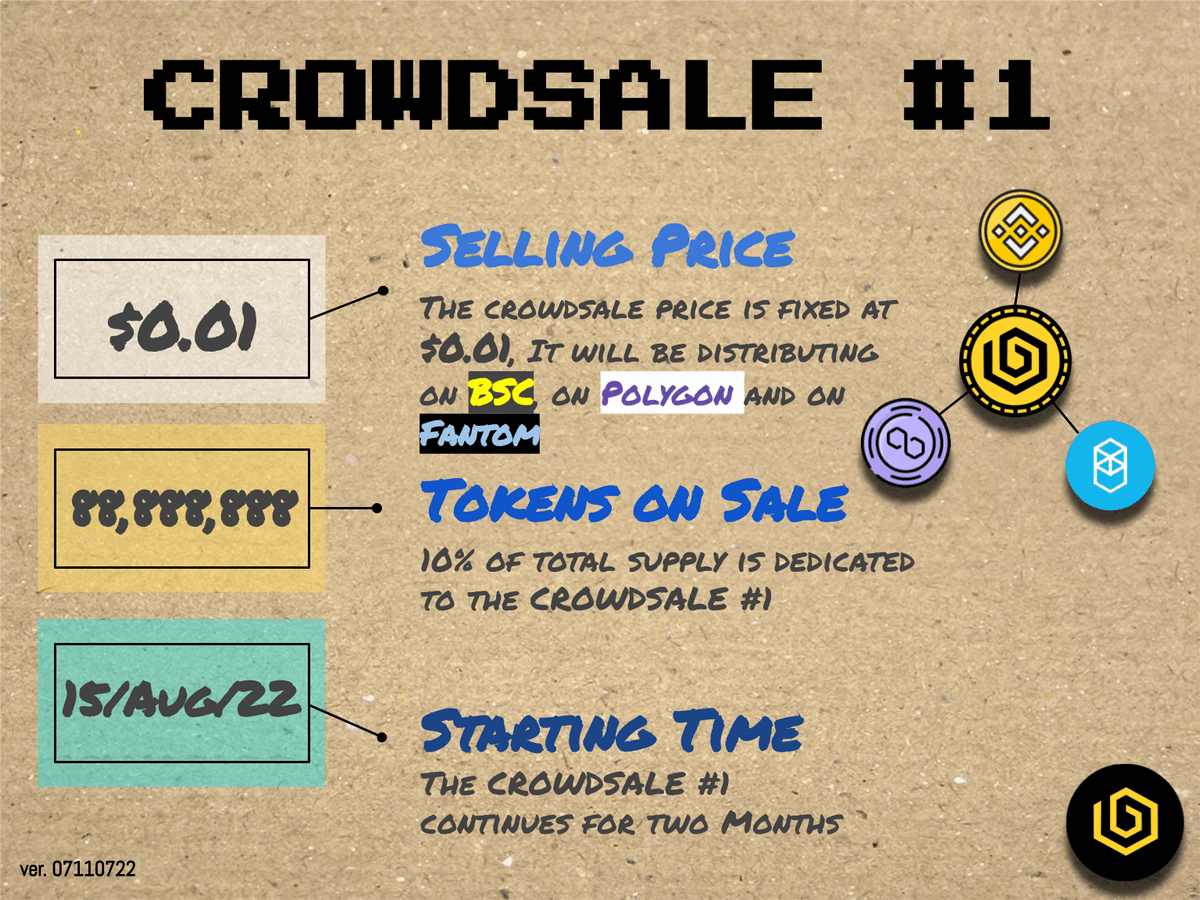 CROWDSALE #1
$0.01
Selling Price
The crowdsale price is fixed at
$0.01, It will be distributing
on BSC, on Polygon and on
Fantom
88,888,888
Tokens on Sale
10% of total supply is dedicated
to the CROWDSALE #1
15/Aug/22
Starting Time
The CROWDSALE #1
continues for two Months
ver. 07110722